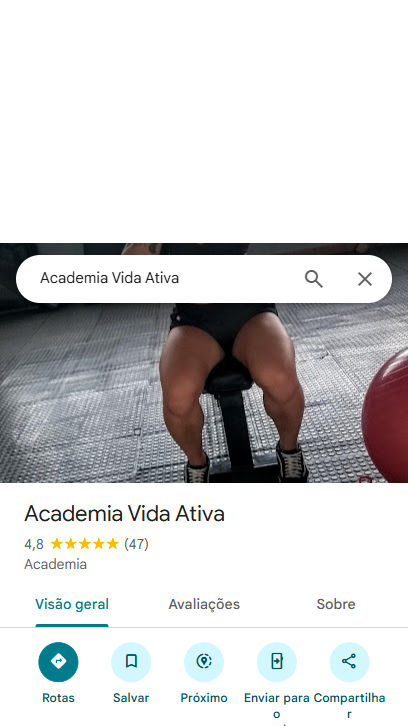 Academia Vida Ativa
Academia Vida Ativa
4,8 ★★★★★ (47)
Academia
Visão geral Avaliações Sobre
Rotas Salvar Próximo Enviar para Compartilha
o r